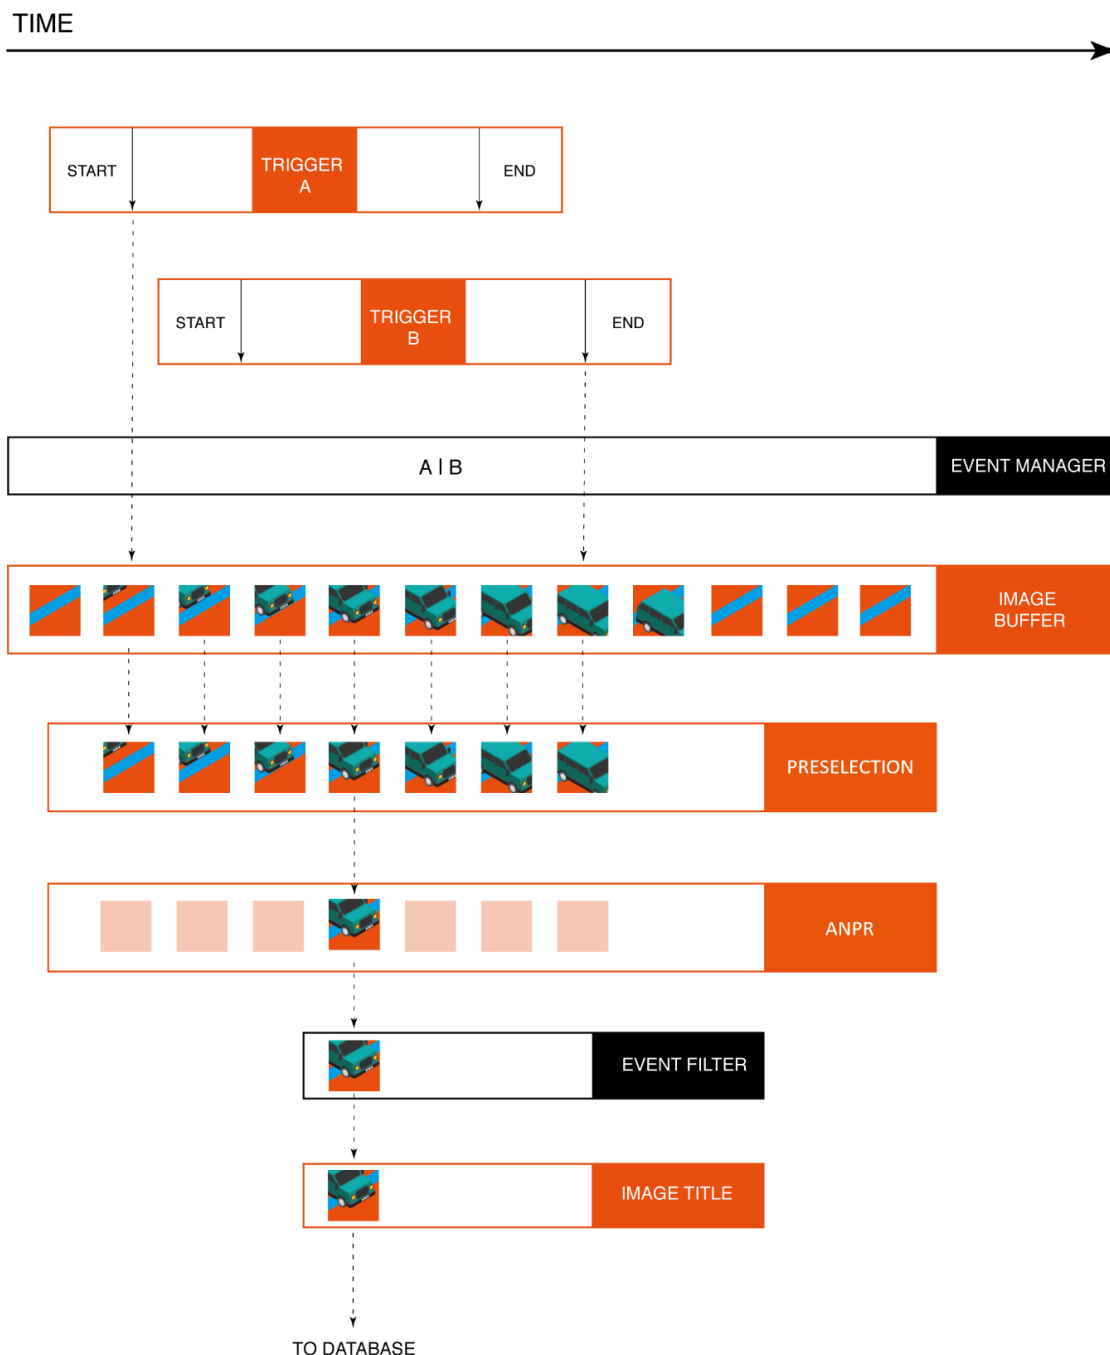 TIME
START
TRIGGER
A
END
START
TRIGGER
B
END
A | B
EVENT MANAGER
IMAGE
BUFFER
PRESELECTION
ANPR
EVENT FILTER
IMAGE TITLE
TO DATABASE